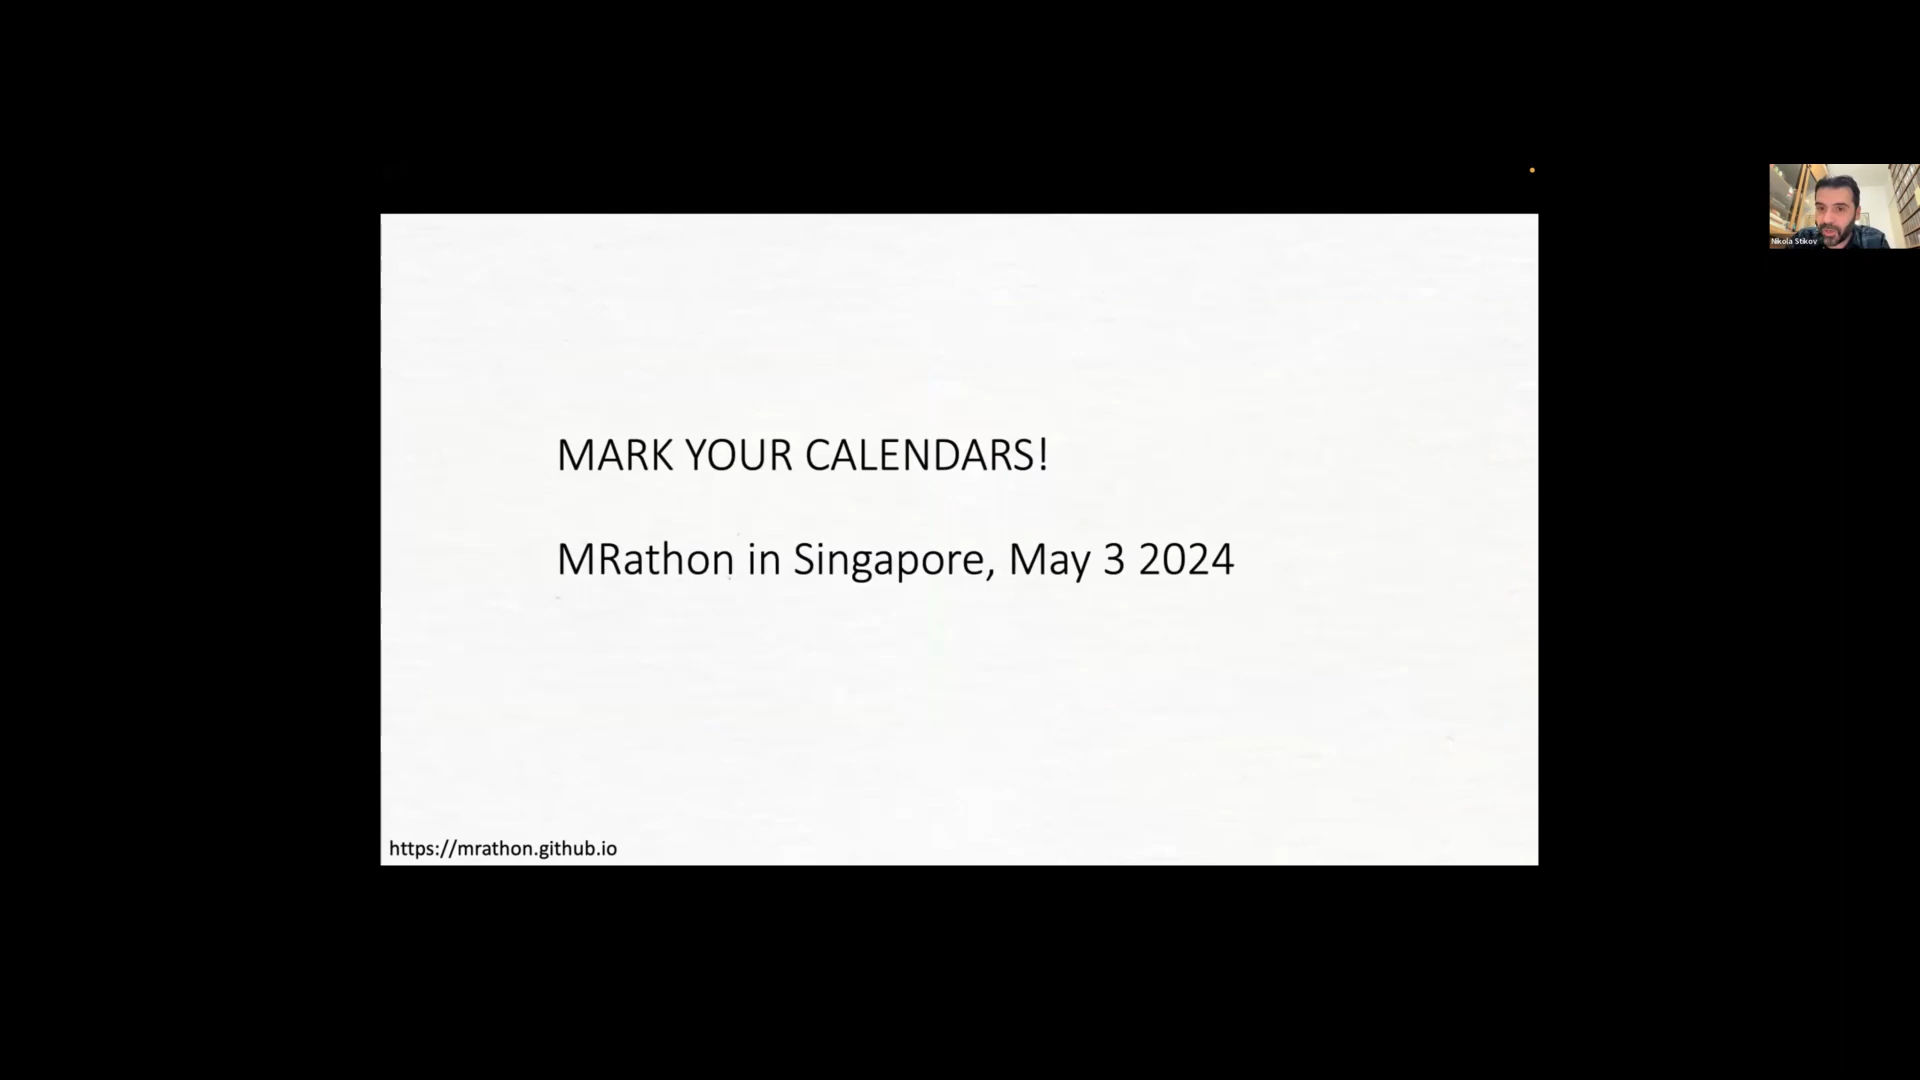 MARK YOUR CALENDARS!
MRathon in Singapore, May 3 2024
https://mrathon.github.io
Nikola Stikov